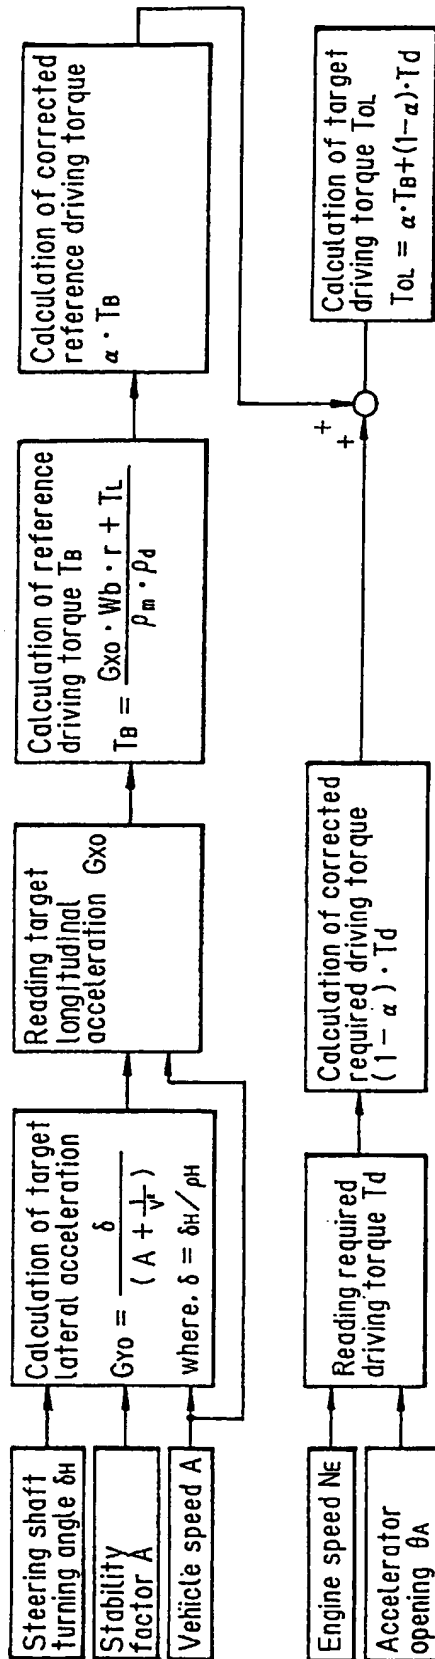 Steering shaft
turning angle δH
Stability
factor A
Vehicle speed A
Calculation of target
lateral acceleration
GYO = δ / ( A + 1/V² )
where, δ = δH / ρH
Reading target
longitudinal
acceleration GXO
Calculation of reference
driving torque TB
TB = GXO · Wb · r + TL / ρm · ρd
Calculation of corrected
reference driving torque
α · TB
Engine speed NE
Accelerator
opening θA
Reading required
driving torque Td
Calculation of corrected
required driving torque
(1 - α) · Td
+
+
Calculation of target
driving torque TOL
TOL = α·TB+(1-α)·Td